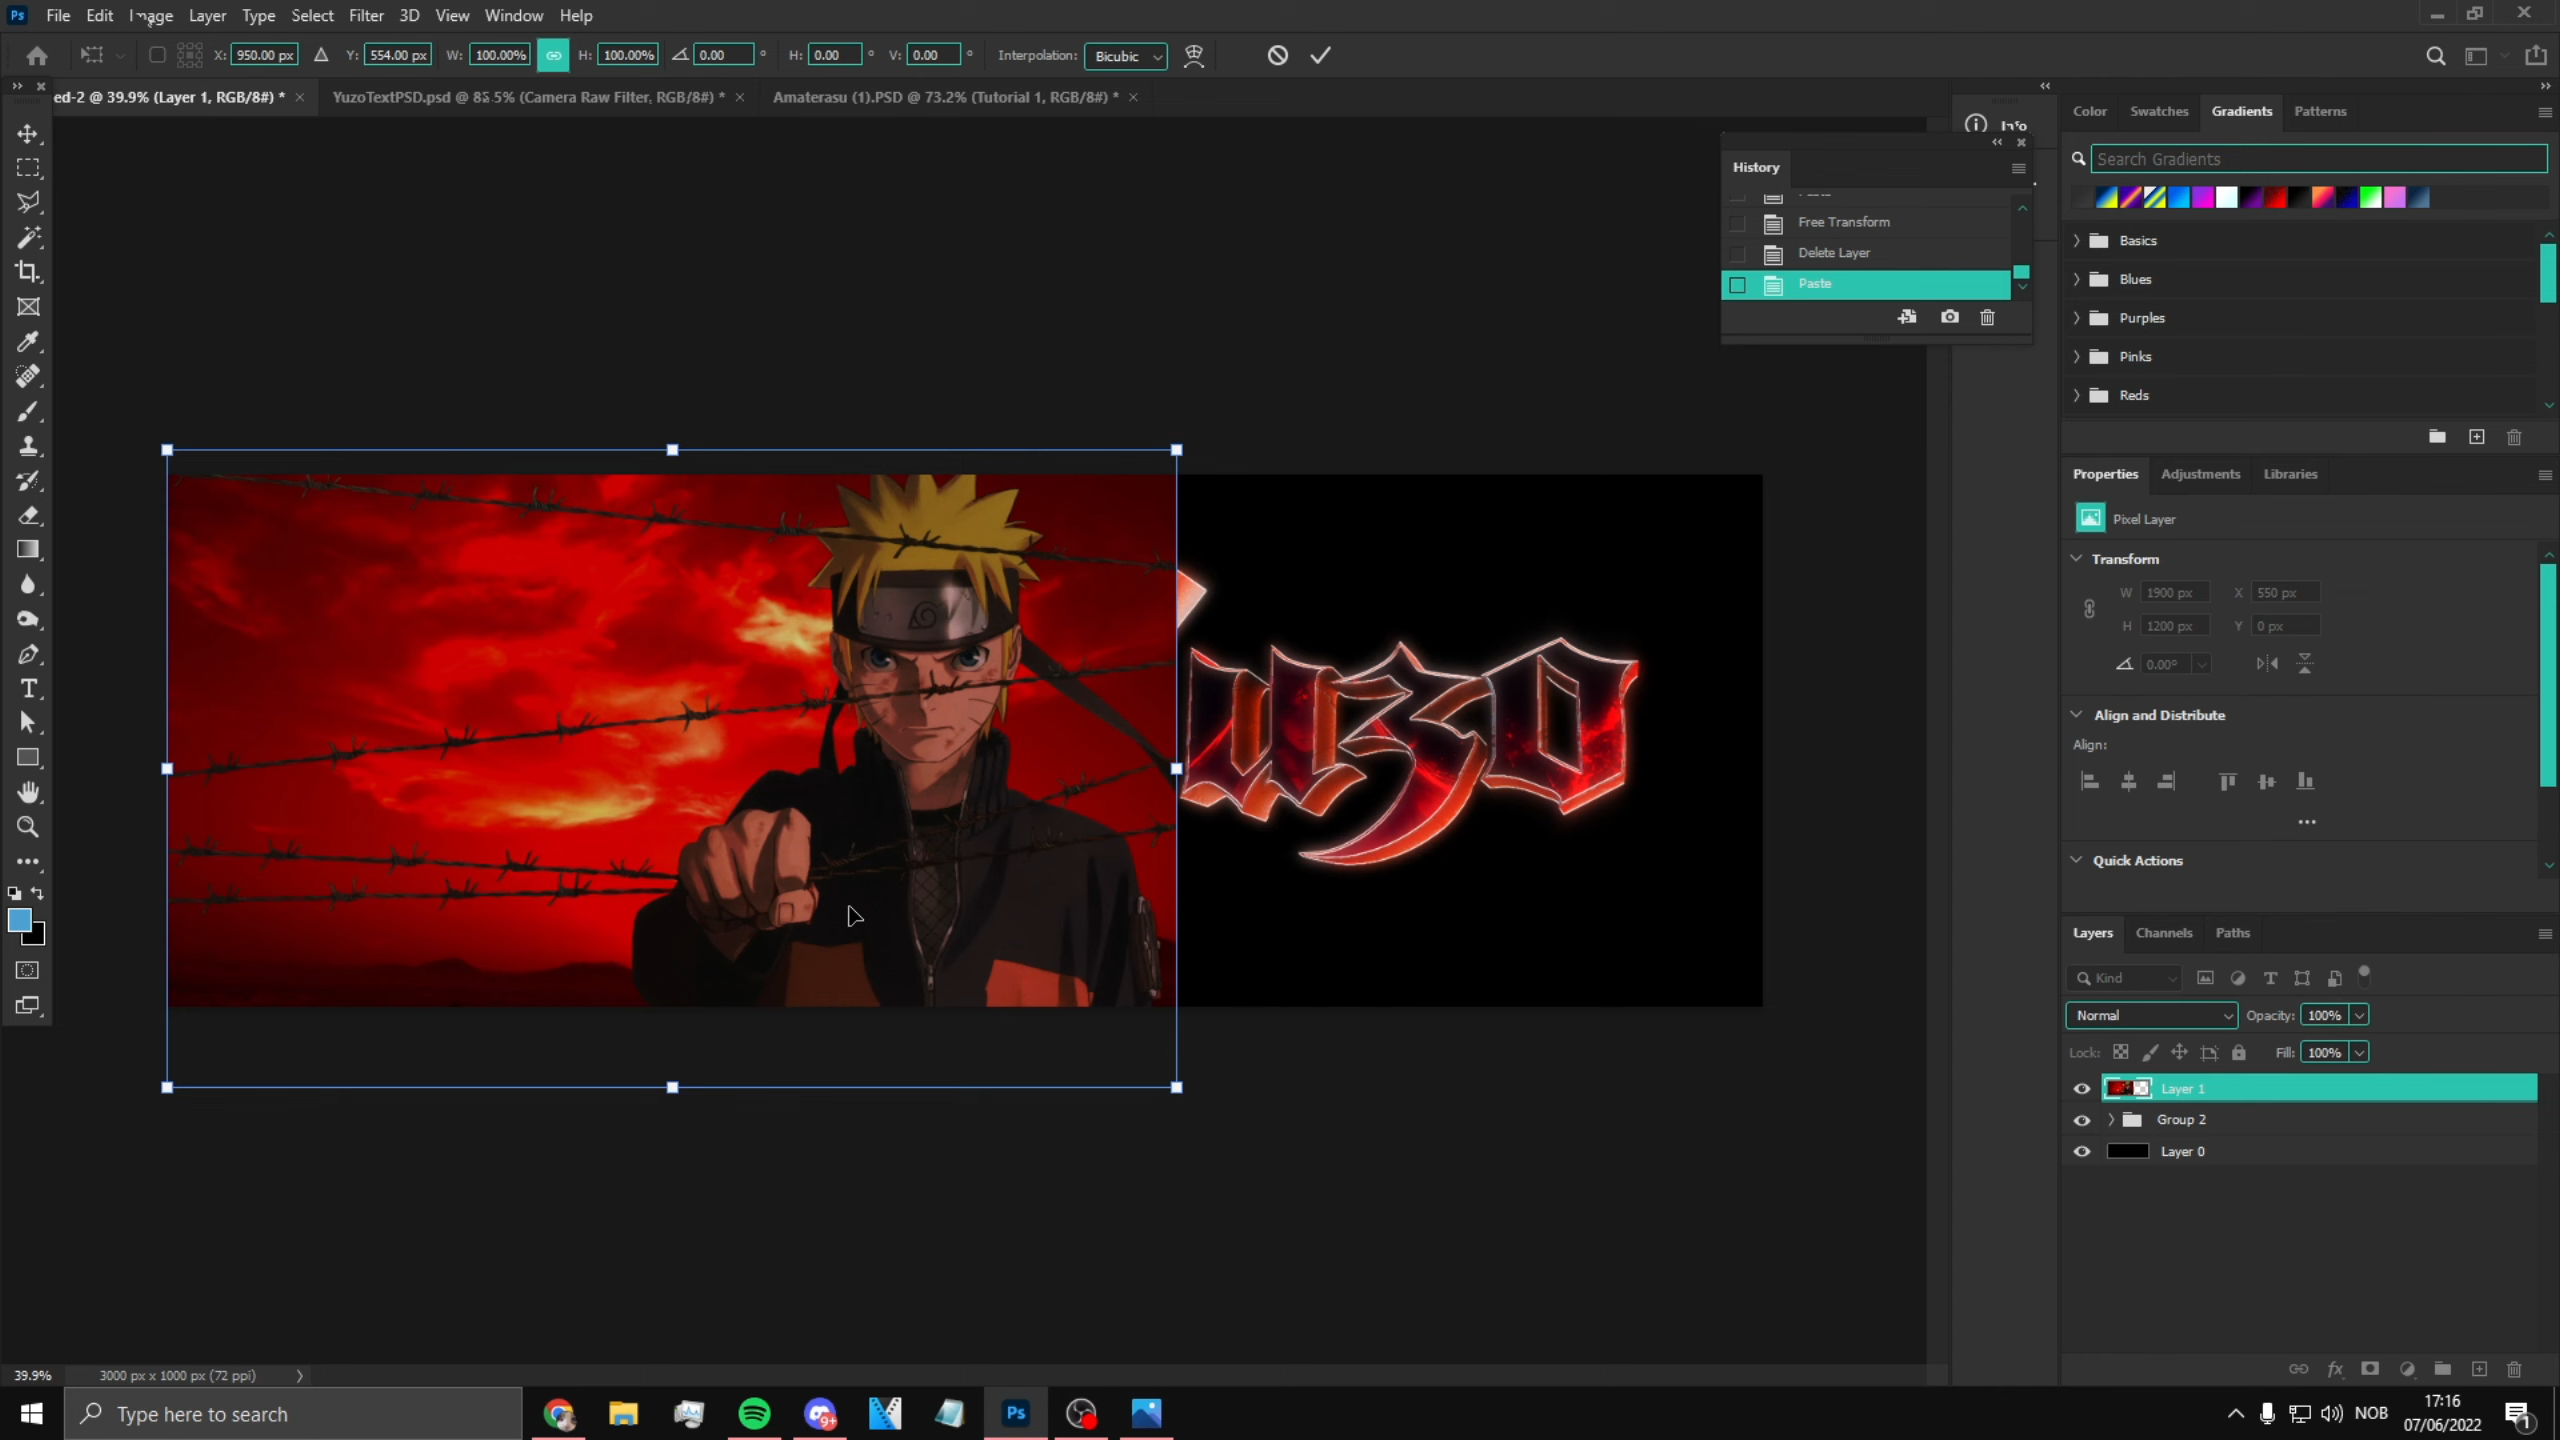 Ps File Edit Image Layer Type Select Filter 3D View Window Help
X: 950.00 px Y: 554.00 px W: 100.00% H: 100.00% 0.00 ° H: 0.00 ° V: 0.00 ° Interpolation: Bicubic
ed-2 @ 39.9% (Layer 1, RGB/8#) * × YuzoTextPSD.psd @ 85.5% (Camera Raw Filter, RGB/8#) * × Amaterasu (1).PSD @ 73.2% (Tutorial 1, RGB/8#) * ×
Info
History
Free Transform
Delete Layer
Paste
Color Swatches Gradients Patterns
Search Gradients
Basics
Blues
Purples
Pinks
Reds
Properties Adjustments Libraries
Pixel Layer
Transform
W 1900 px X 550 px
H 1200 px Y 0 px
0.00°
Align and Distribute
Align:
Quick Actions
uzo
Layers Channels Paths
Kind
Normal Opacity: 100%
Lock: Fill: 100%
Layer 1
Group 2
Layer 0
39.9% 3000 px x 1000 px (72 ppi)
Type here to search
9+
Ps
NOB
17:16
07/06/2022
1